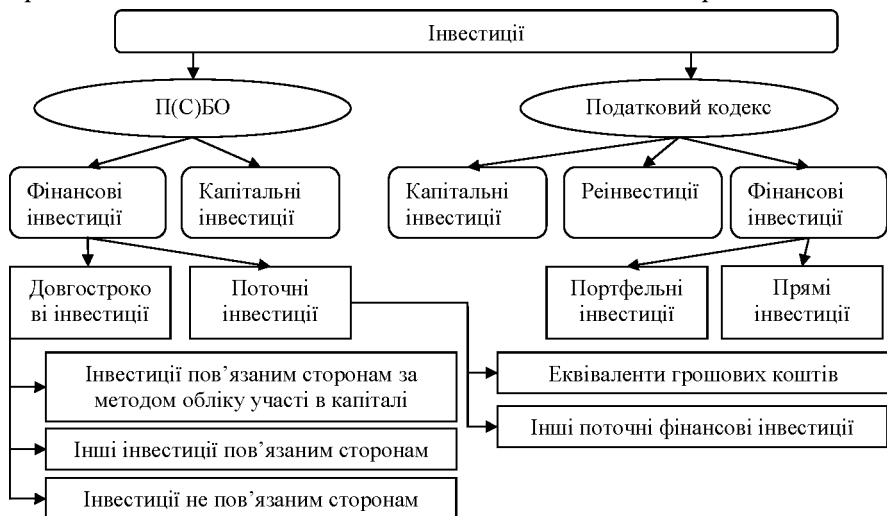 Інвестиції
П(С)БО
Податковий кодекс
Фінансові
інвестиції
Капітальні
інвестиції
Капітальні
інвестиції
Реінвестиції
Фінансові
інвестиції
Довгостроко
ві інвестиції
Поточні
інвестиції
Портфельні
інвестиції
Прямі
інвестиції
Інвестиції пов’язаним сторонам за
методом обліку участі в капіталі
Еквіваленти грошових коштів
Інші інвестиції пов’язаним сторонам
Інші поточні фінансові інвестиції
Інвестиції не пов’язаним сторонам